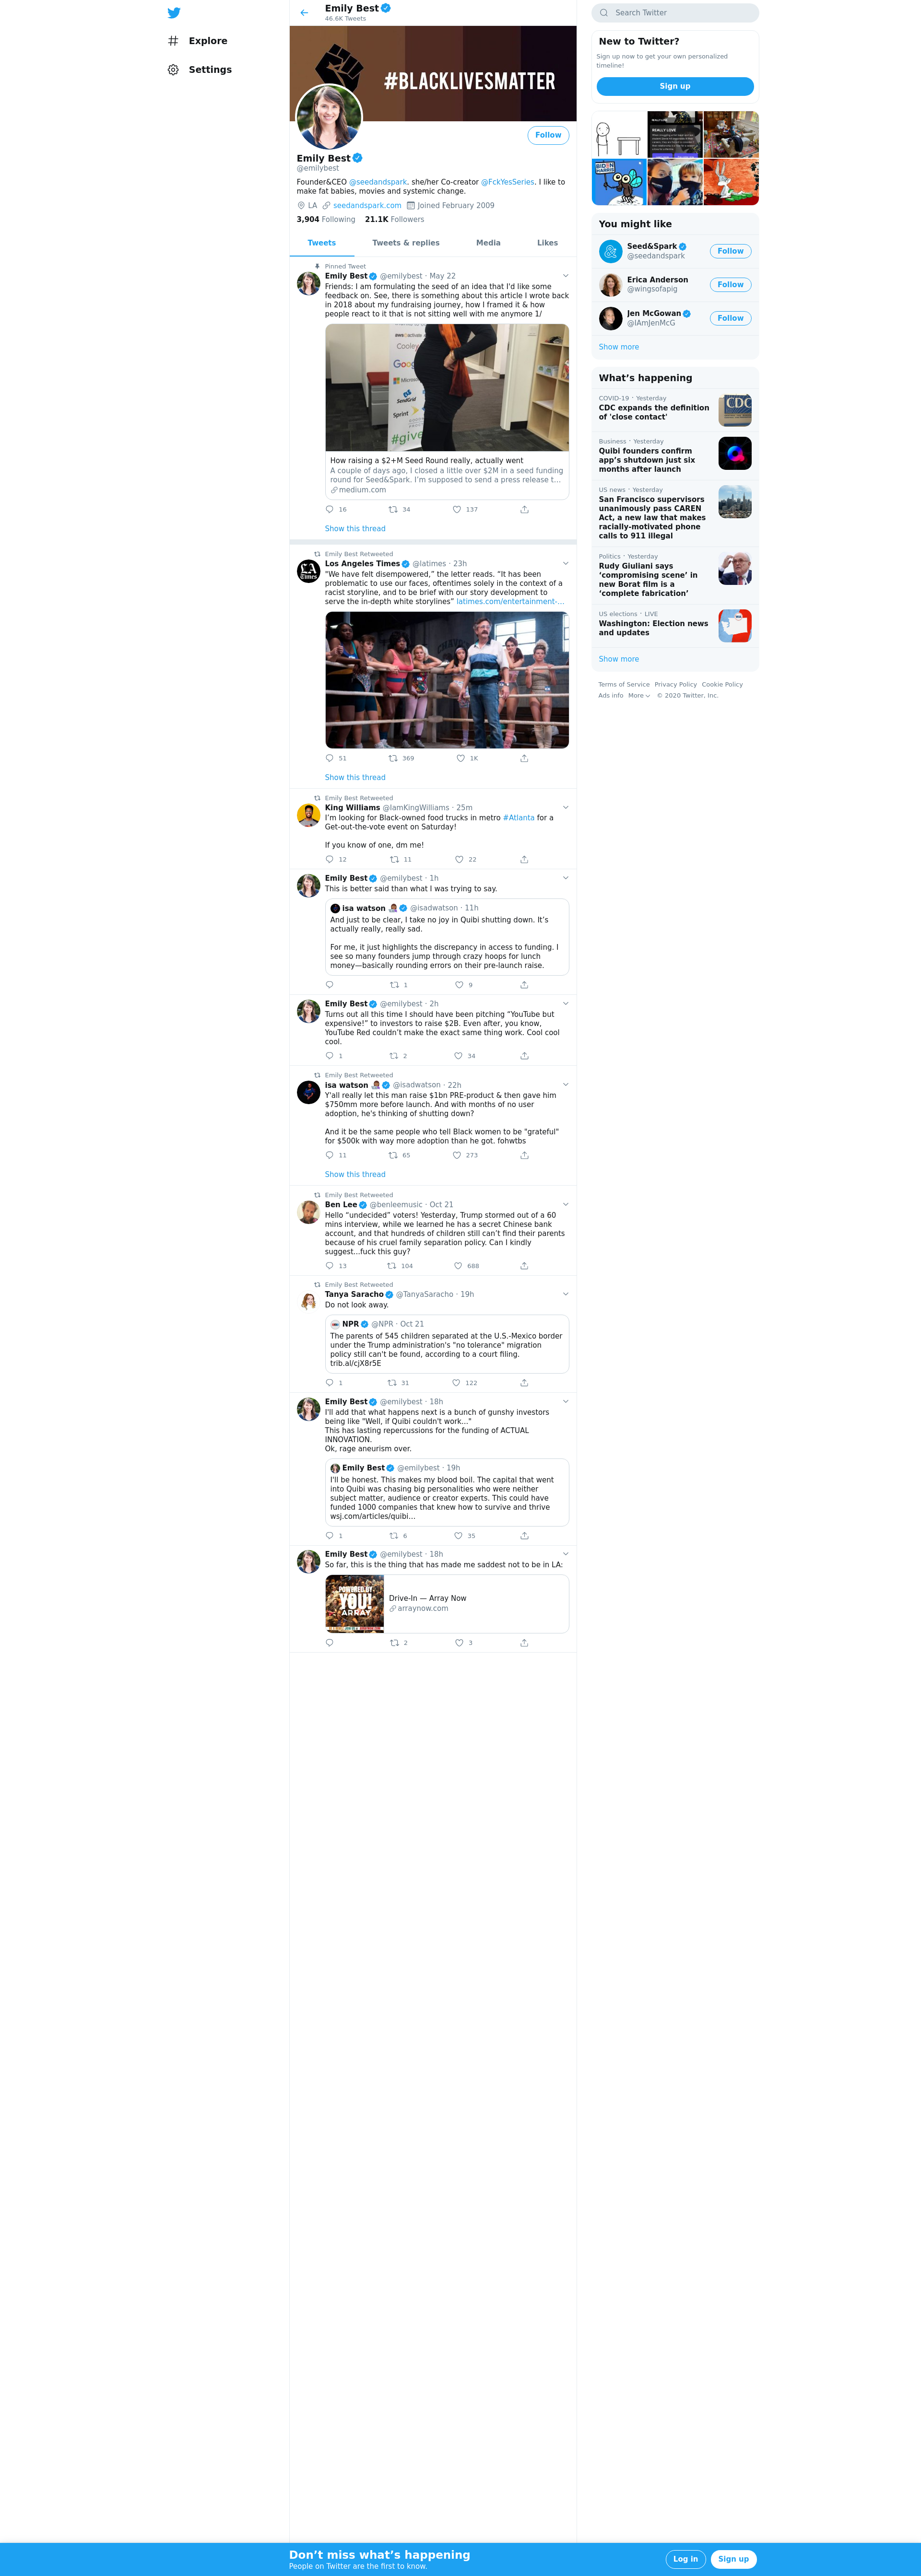 Explore
Settings
Emily Best
46.6K Tweets
#BLACKLIVESMATTER
Follow
Emily Best
@emilybest
Founder&CEO @seedandspark. she/her Co-creator @FckYesSeries. I like to
make fat babies, movies and systemic change.
LA seedandspark.com Joined February 2009
3,904 Following 21.1K Followers
Tweets Tweets & replies Media Likes
Pinned Tweet
Emily Best @emilybest · May 22
Friends: I am formulating the seed of an idea that I'd like some
feedback on. See, there is something about this article I wrote back
in 2018 about my fundraising journey, how I framed it & how
people react to it that is not sitting well with me anymore 1/
Cooley
Goog
Micros
SendGrid
Sprint
#give
How raising a $2+M Seed Round really, actually went
A couple of days ago, I closed a little over $2M in a seed funding
round for Seed&Spark. I’m supposed to send a press release t…
medium.com
16 34 137
Show this thread
Emily Best Retweeted
LA Times
Los Angeles Times @latimes · 23h
“We have felt disempowered,” the letter reads. “It has been
problematic to use our faces, oftentimes solely in the context of a
racist storyline, and to be brief with our story development to
serve the in-depth white storylines” latimes.com/entertainment-…
51 369 1K
Show this thread
Emily Best Retweeted
King Williams @IamKingWilliams · 25m
I’m looking for Black-owned food trucks in metro #Atlanta for a
Get-out-the-vote event on Saturday!
If you know of one, dm me!
12 11 22
Emily Best @emilybest · 1h
This is better said than what I was trying to say.
isa watson @isadwatson · 11h
And just to be clear, I take no joy in Quibi shutting down. It’s
actually really, really sad.
For me, it just highlights the discrepancy in access to funding. I
see so many founders jump through crazy hoops for lunch
money—basically rounding errors on their pre-launch raise.
1 9
Emily Best @emilybest · 2h
Turns out all this time I should have been pitching “YouTube but
expensive!” to investors to raise $2B. Even after, you know,
YouTube Red couldn’t make the exact same thing work. Cool cool
cool.
1 2 34
Emily Best Retweeted
isa watson @isadwatson · 22h
Y’all really let this man raise $1bn PRE-product & then gave him
$750mm more before launch. And with months of no user
adoption, he's thinking of shutting down?
And it be the same people who tell Black women to be "grateful"
for $500k with way more adoption than he got. fohwtbs
11 65 273
Show this thread
Emily Best Retweeted
Ben Lee @benleemusic · Oct 21
Hello “undecided” voters! Yesterday, Trump stormed out of a 60
mins interview, while we learned he has a secret Chinese bank
account, and that hundreds of children still can’t find their parents
because of his cruel family separation policy. Can I kindly
suggest...fuck this guy?
13 104 688
Emily Best Retweeted
Tanya Saracho @TanyaSaracho · 19h
Do not look away.
NPR @NPR · Oct 21
The parents of 545 children separated at the U.S.-Mexico border
under the Trump administration's "no tolerance" migration
policy still can't be found, according to a court filing.
trib.al/cjX8r5E
1 31 122
Emily Best @emilybest · 18h
I'll add that what happens next is a bunch of gunshy investors
being like "Well, if Quibi couldn't work..."
This has lasting repercussions for the funding of ACTUAL
INNOVATION.
Ok, rage aneurism over.
Emily Best @emilybest · 19h
I'll be honest. This makes my blood boil. The capital that went
into Quibi was chasing big personalities who were neither
subject matter, audience or creator experts. This could have
funded 1000 companies that knew how to survive and thrive
wsj.com/articles/quibi…
1 6 35
Emily Best @emilybest · 18h
So far, this is the thing that has made me saddest not to be in LA:
POWERED BY
YOU!
ARRAY
Drive-In — Array Now
arraynow.com
2 3
Search Twitter
New to Twitter?
Sign up now to get your own personalized
timeline!
Sign up
REALLY LOVE
BIDEN
HARRIS
You might like
Seed&Spark
@seedandspark
Follow
Erica Anderson
@wingsofapig
Follow
Jen McGowan
@IAmJenMcG
Follow
Show more
What’s happening
COVID-19 · Yesterday
CDC expands the definition
of 'close contact'
CDC
Business · Yesterday
Quibi founders confirm
app’s shutdown just six
months after launch
US news · Yesterday
San Francisco supervisors
unanimously pass CAREN
Act, a new law that makes
racially-motivated phone
calls to 911 illegal
Politics · Yesterday
Rudy Giuliani says
‘compromising scene’ in
new Borat film is a
‘complete fabrication’
US elections · LIVE
Washington: Election news
and updates
Show more
Terms of Service Privacy Policy Cookie Policy
Ads info More © 2020 Twitter, Inc.
Don’t miss what’s happening
People on Twitter are the first to know.
Log in
Sign up